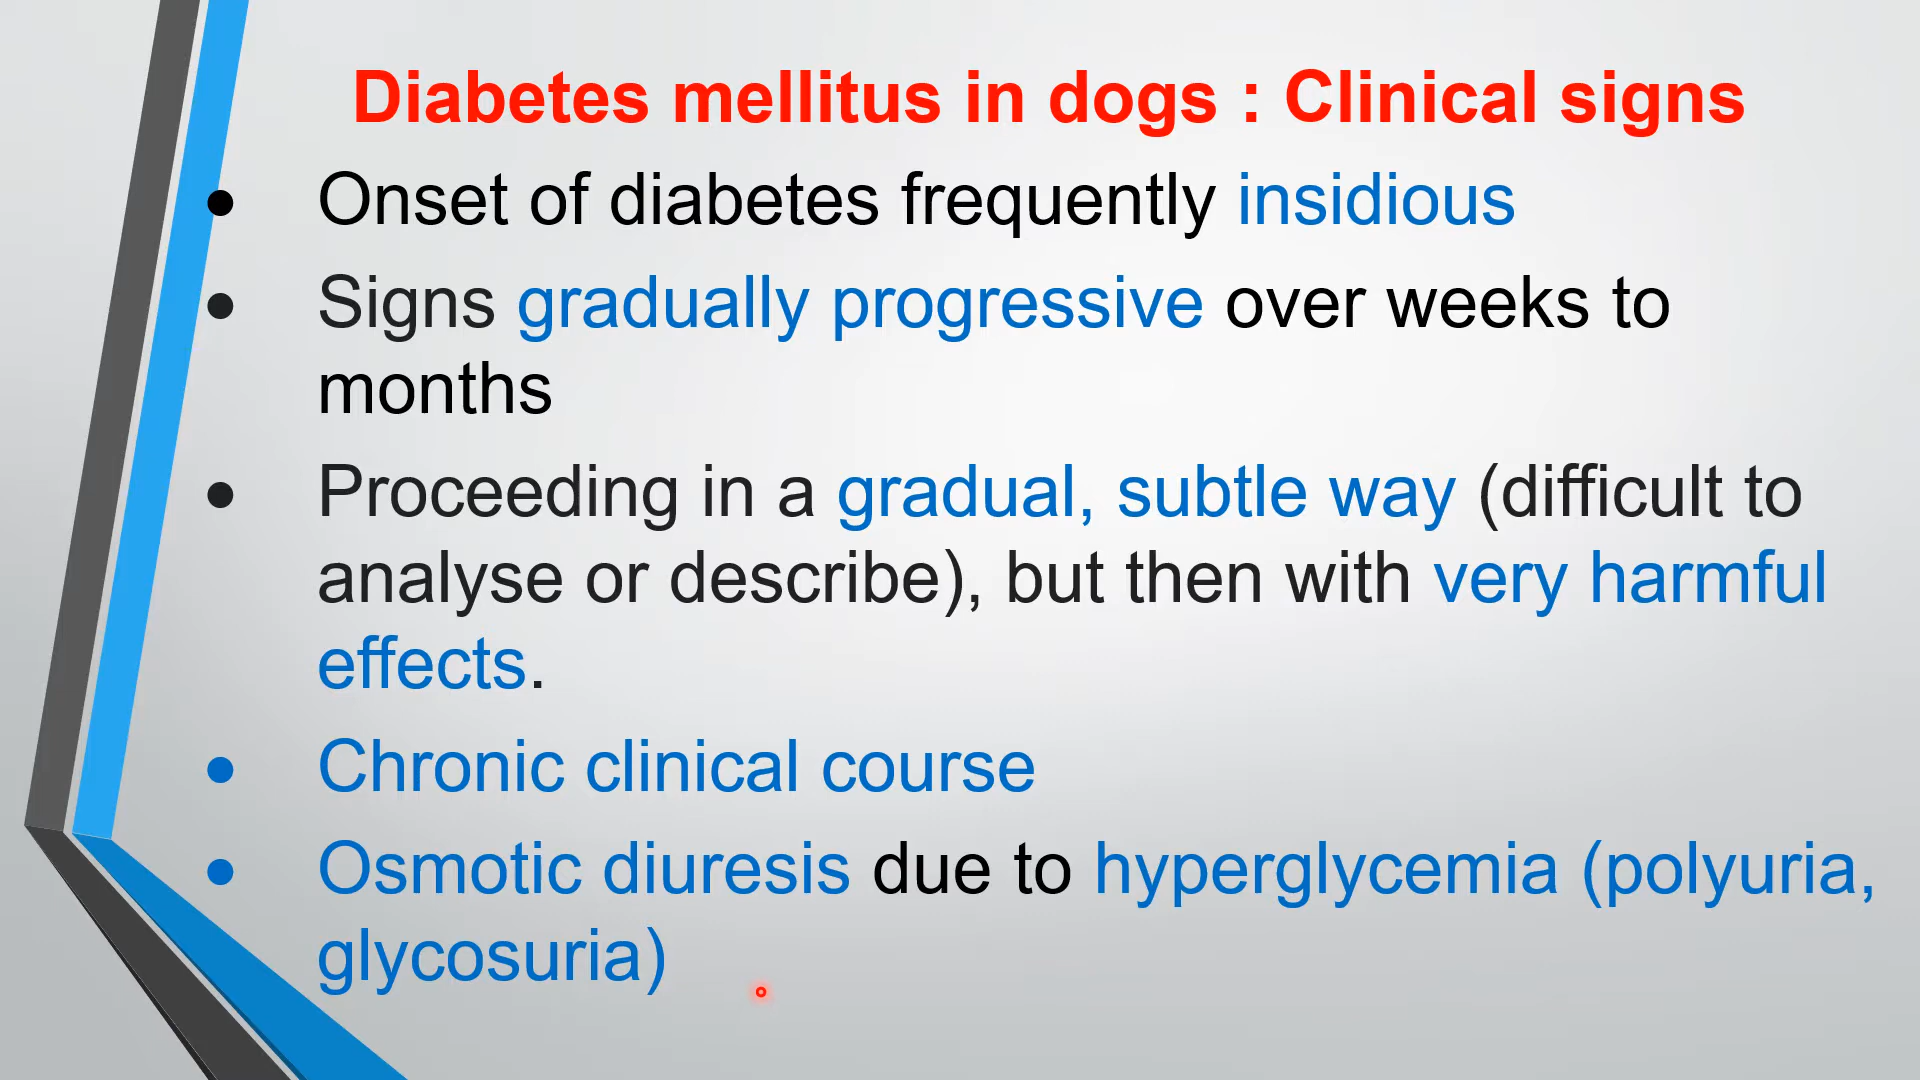 Diabetes mellitus in dogs : Clinical signs
• Onset of diabetes frequently insidious
• Signs gradually progressive over weeks to
months
• Proceeding in a gradual, subtle way (difficult to
analyse or describe), but then with very harmful
effects.
• Chronic clinical course
• Osmotic diuresis due to hyperglycemia (polyuria,
glycosuria)